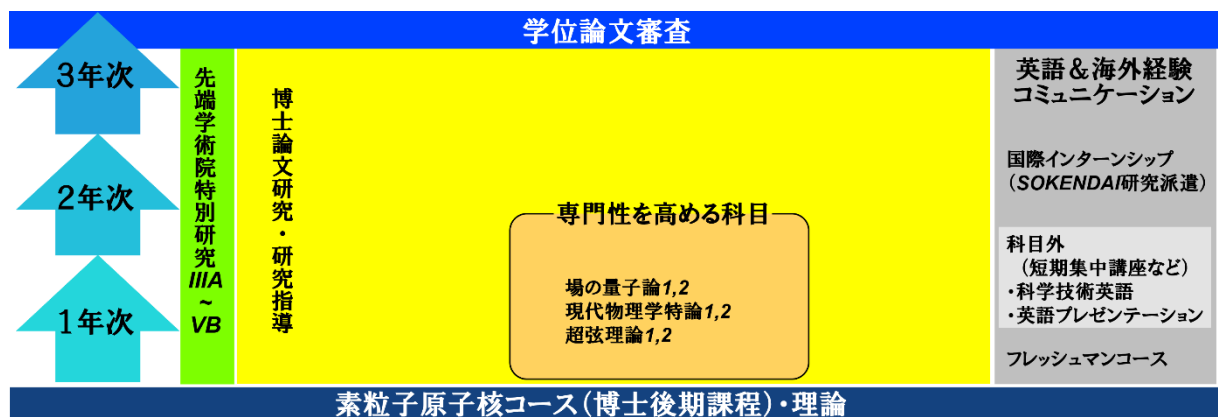 学位論文審査
3年次
2年次
1年次
先端学術院特別研究IIIA~VB
博士論文研究・研究指導
専門性を高める科目
場の量子論1,2
現代物理学特論1,2
超弦理論1,2
英語＆海外経験
コミュニケーション
国際インターンシップ
（SOKENDAI研究派遣）
科目外
（短期集中講座など）
・科学技術英語
・英語プレゼンテーション
フレッシュマンコース
素粒子原子核コース（博士後期課程）・理論